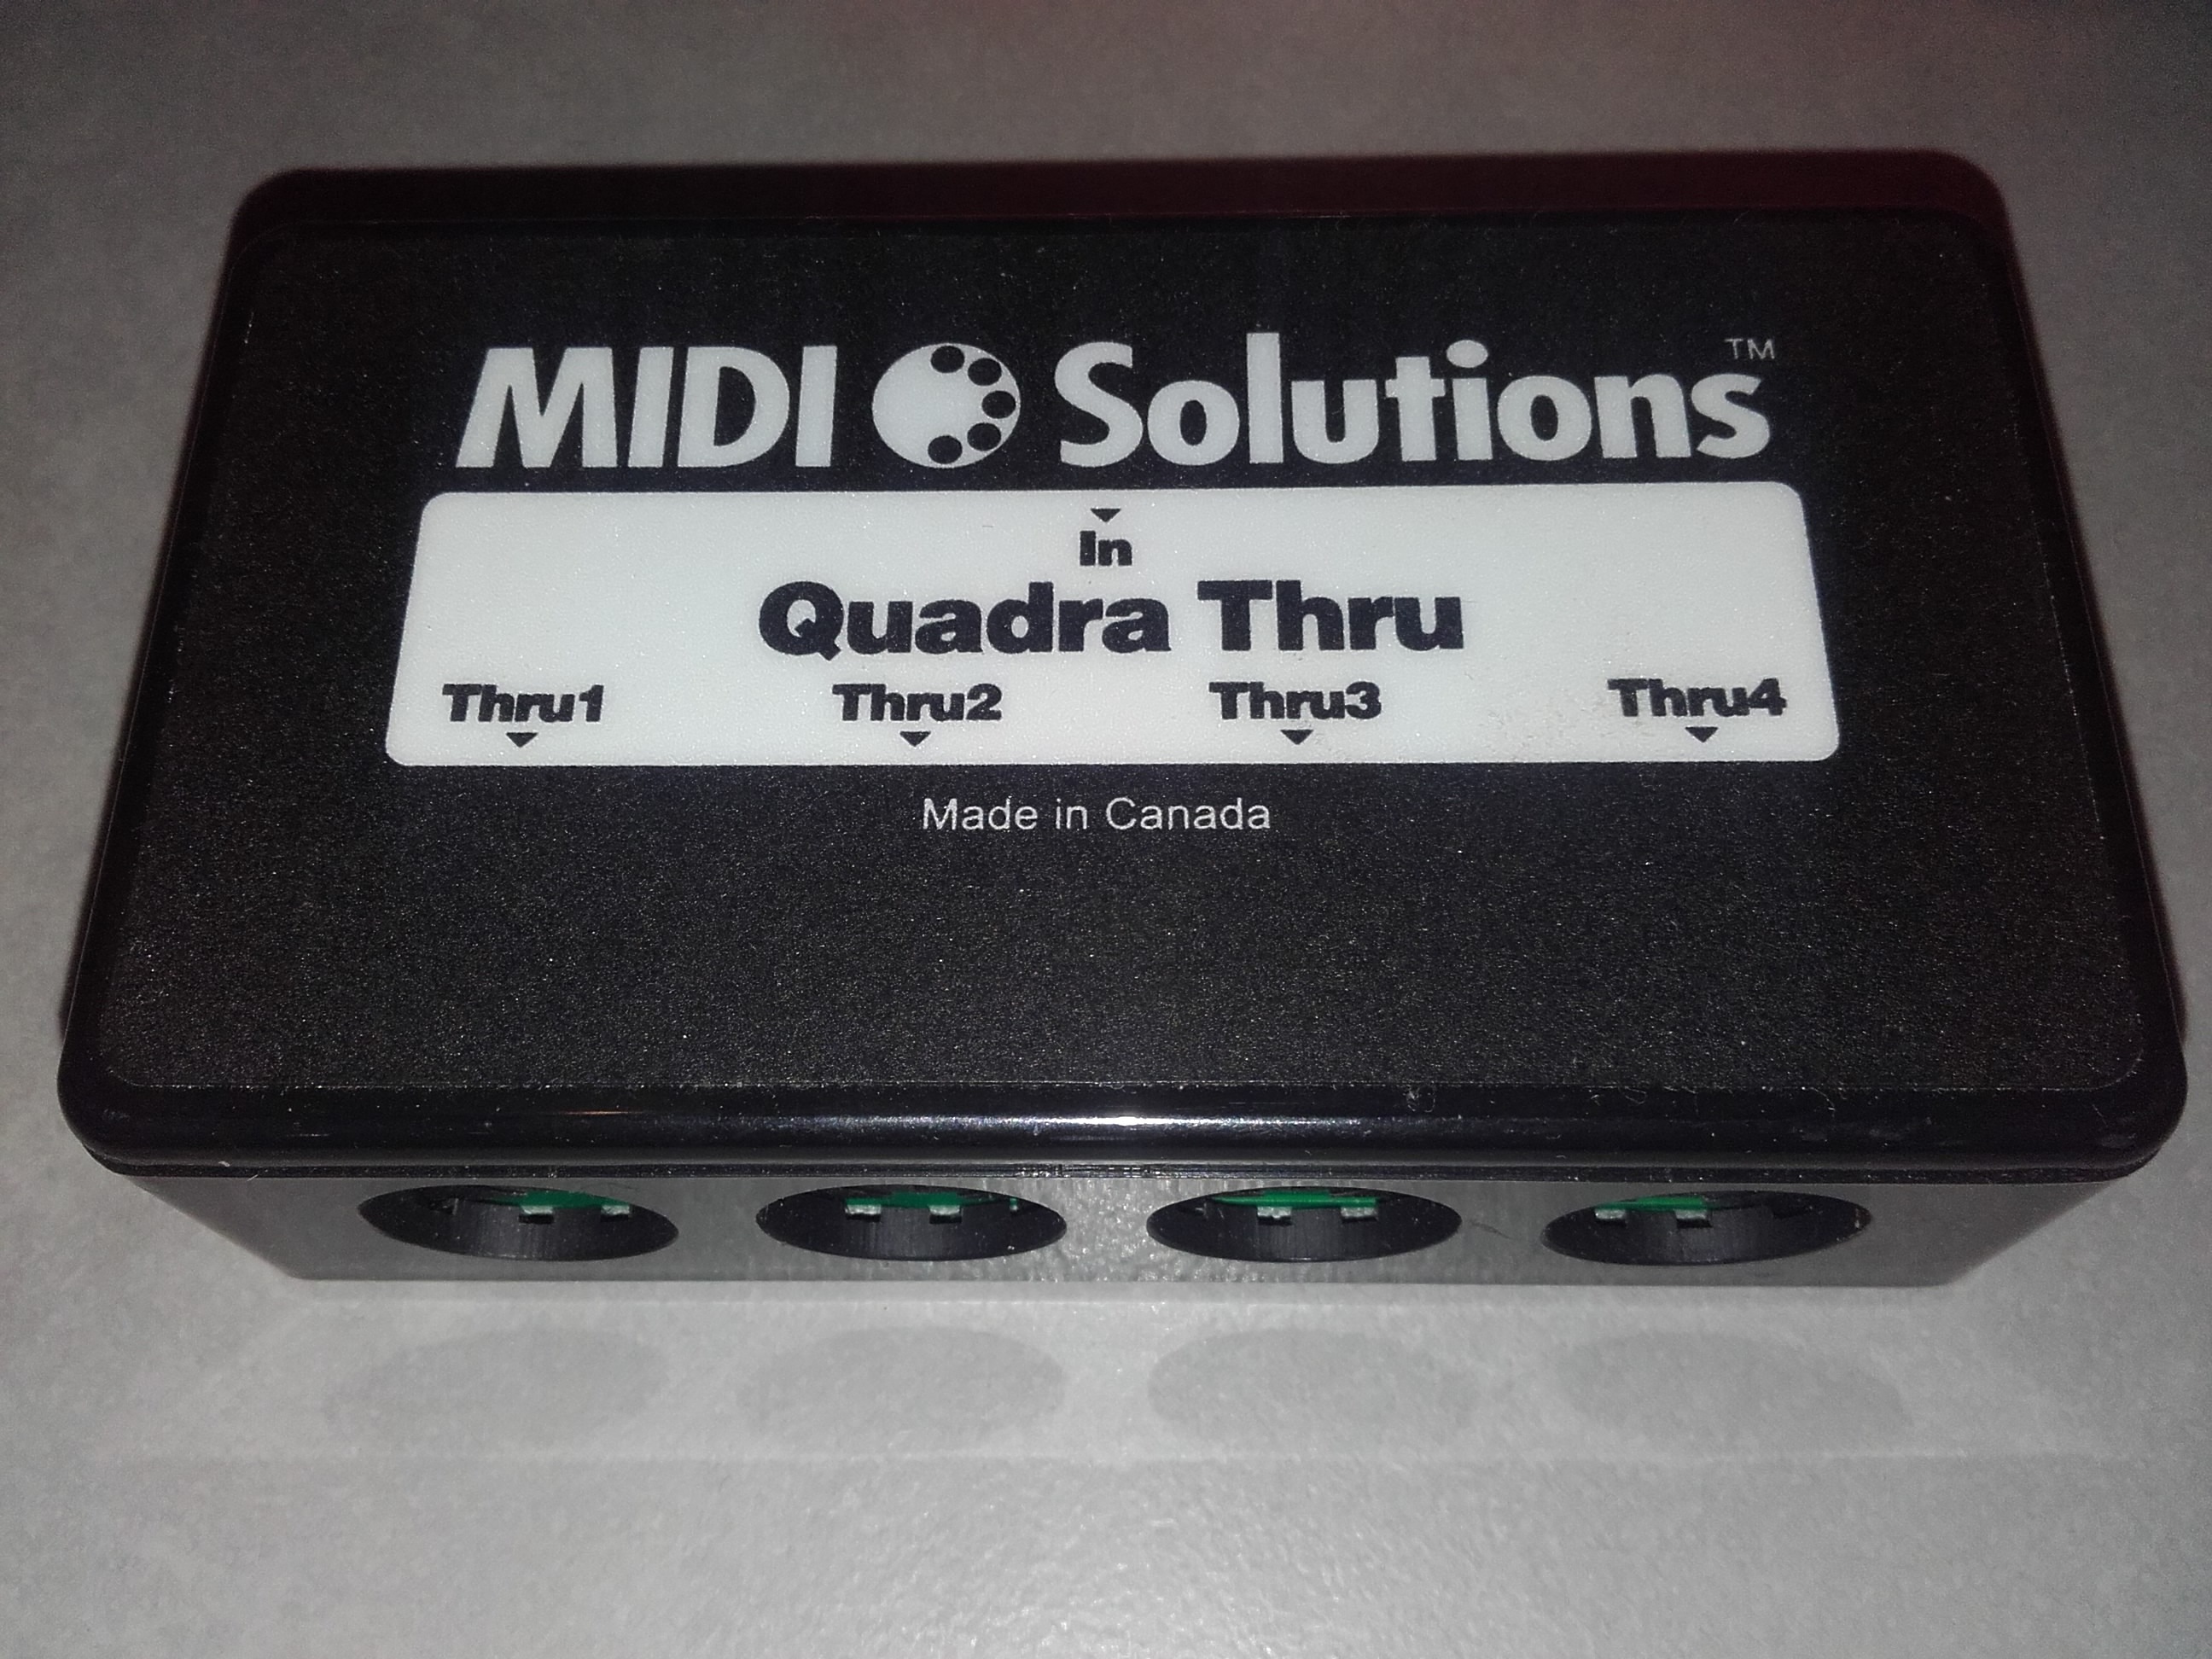 MIDI Solutions™
In
Quadra Thru
Thru1 Thru2 Thru3 Thru4
Made in Canada